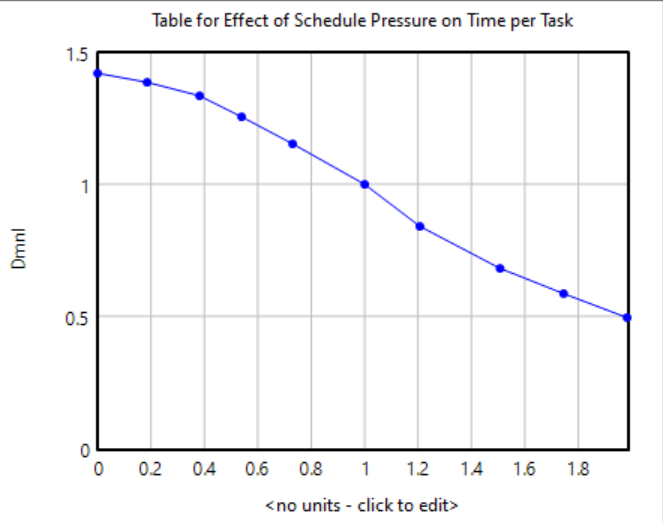 Table for Effect of Schedule Pressure on Time per Task
1.5
1
Dmnl
0.5
0
0 0.2 0.4 0.6 0.8 1 1.2 1.4 1.6 1.8
<no units - click to edit>